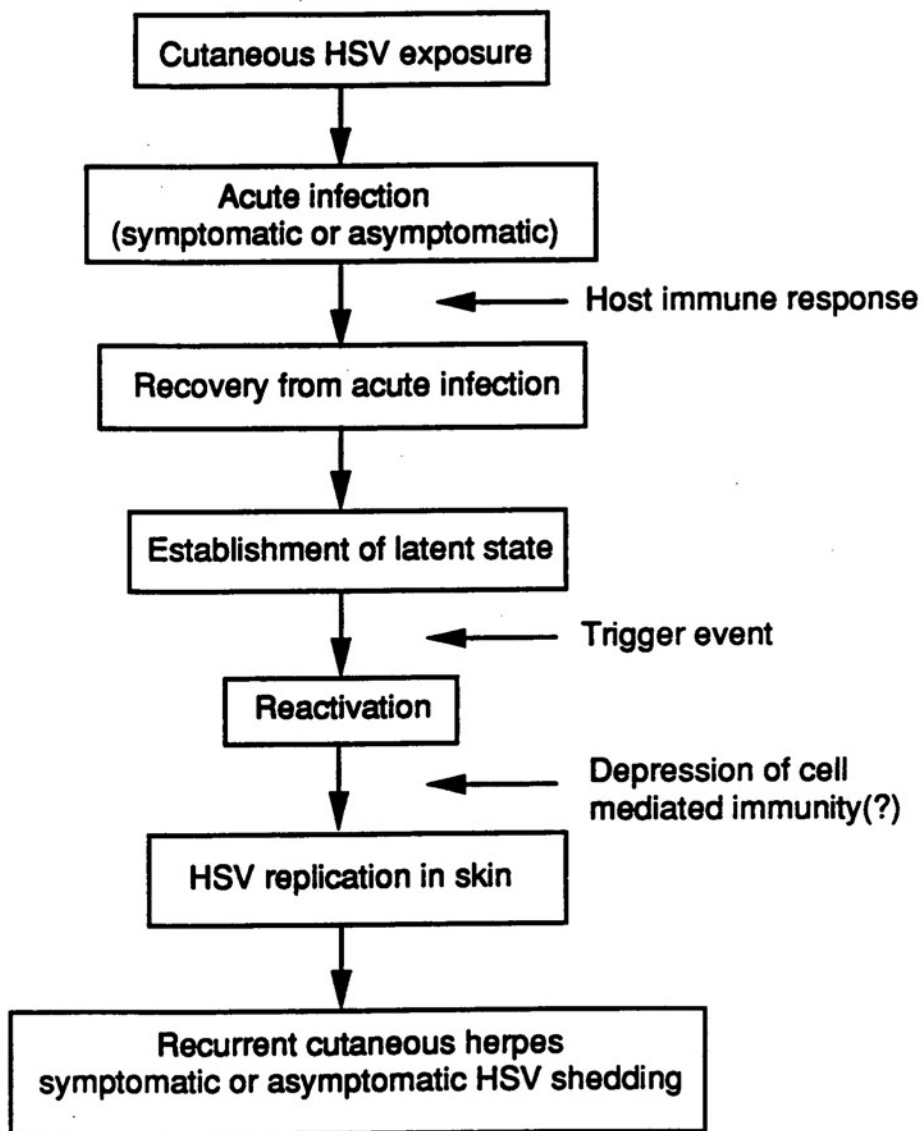 Cutaneous HSV exposure
Acute infection
(symptomatic or asymptomatic)
Host immune response
Recovery from acute infection
Establishment of latent state
Trigger event
Reactivation
Depression of cell
mediated immunity(?)
HSV replication in skin
Recurrent cutaneous herpes
symptomatic or asymptomatic HSV shedding